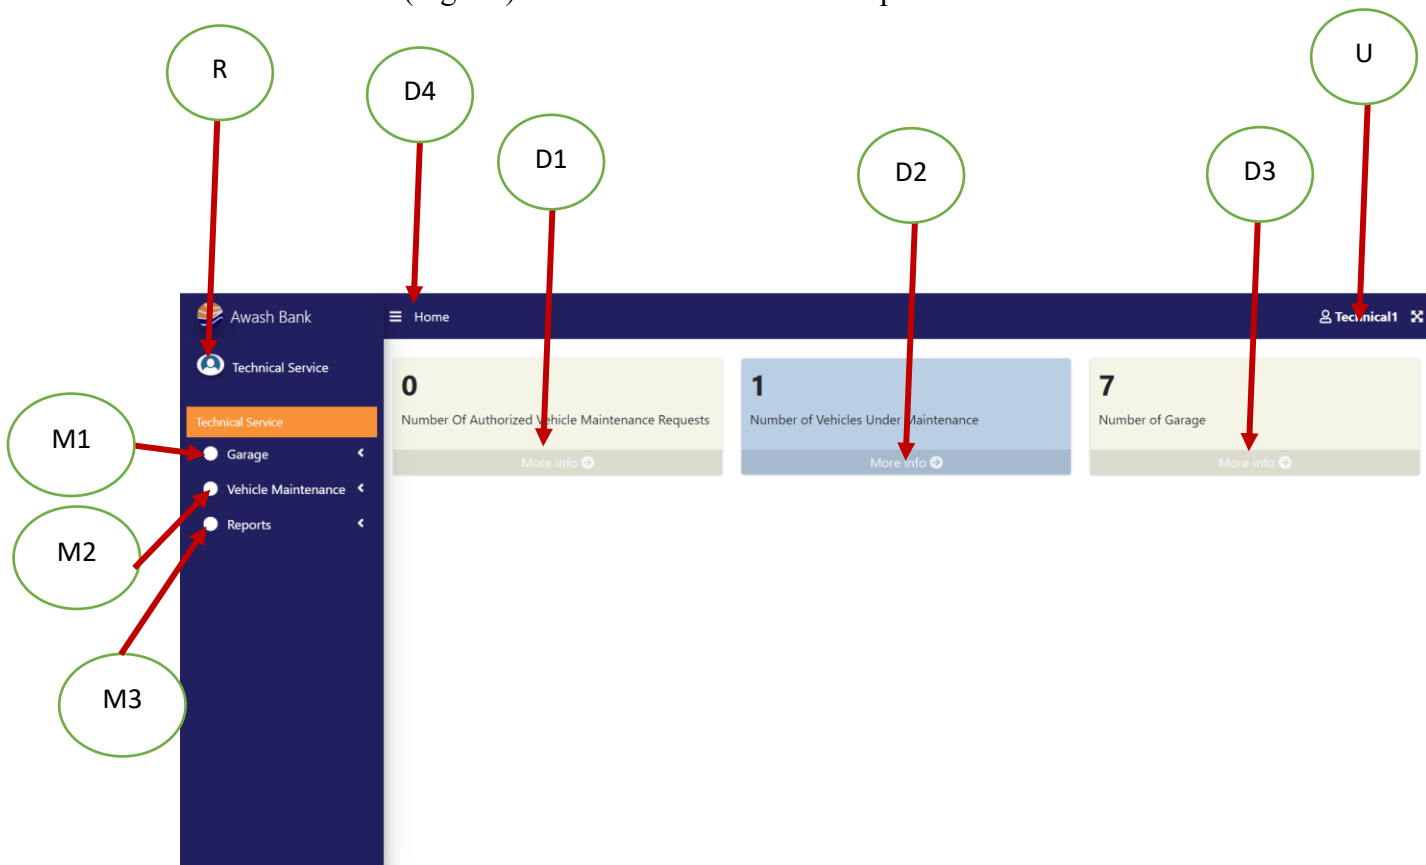 R
D4
U
D1
D2
D3
Awash Bank
Home
Technical1
Technical Service
0
Number Of Authorized Vehicle Maintenance Requests
More info
1
Number of Vehicles Under Maintenance
More info
7
Number of Garage
More info
Technical Service
M1
Garage
Vehicle Maintenance
M2
Reports
M3